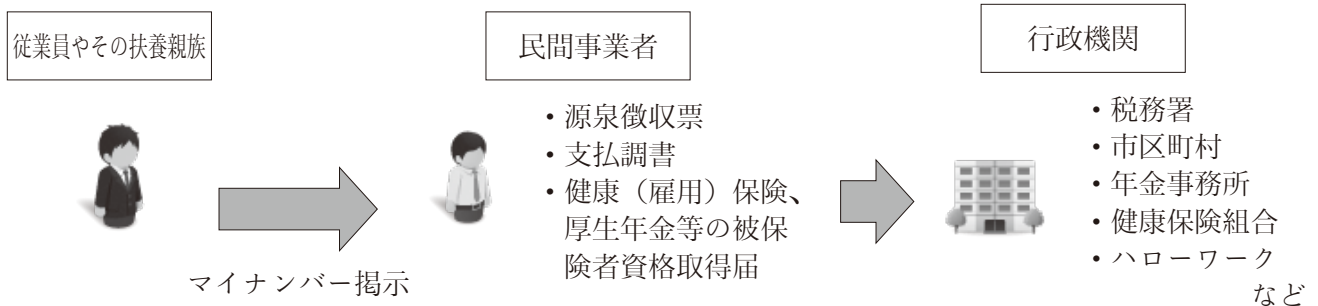 従業員やその扶養親族
マイナンバー掲示
民間事業者
・源泉徴収票
・支払調書
・健康（雇用）保険、
厚生年金等の被保
険者資格取得届
行政機関
・税務署
・市区町村
・年金事務所
・健康保険組合
・ハローワーク
など